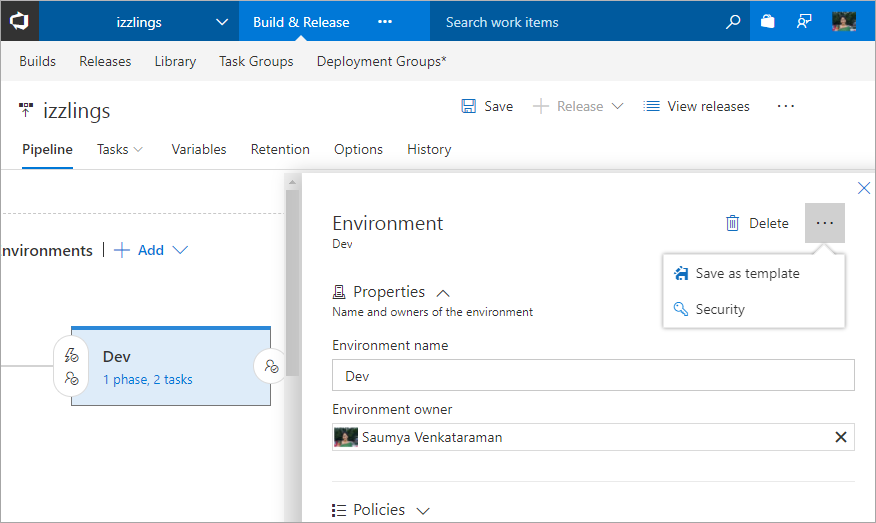 izzlings Build & Release ··· Search work items
Builds Releases Library Task Groups Deployment Groups*
izzlings Save Release View releases ···
Pipeline Tasks Variables Retention Options History
Environment Delete ···
Dev
nvironments | Add
Save as template
Properties
Security
Name and owners of the environment
Environment name
Dev
Dev
1 phase, 2 tasks
Environment owner
Saumya Venkataraman
Policies